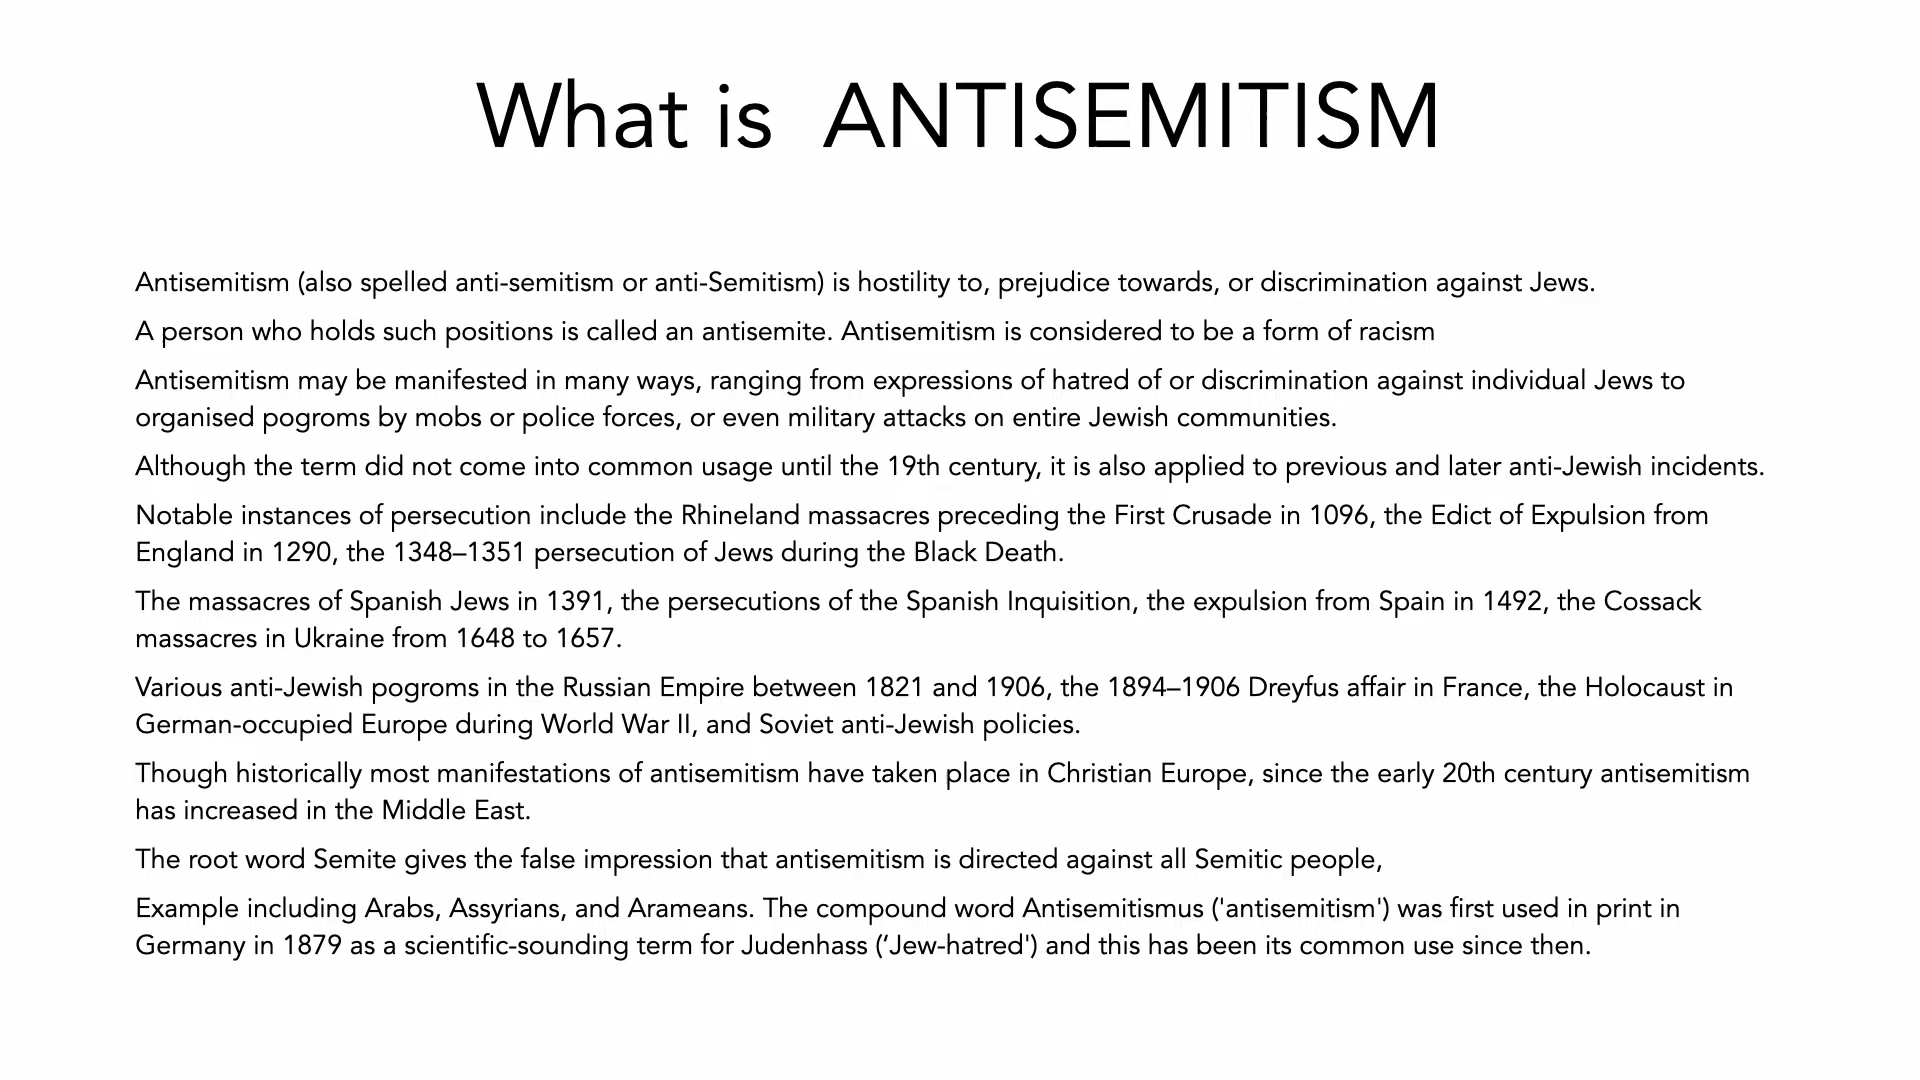 What is ANTISEMITISM
Antisemitism (also spelled anti-semitism or anti-Semitism) is hostility to, prejudice towards, or discrimination against Jews.
A person who holds such positions is called an antisemite. Antisemitism is considered to be a form of racism
Antisemitism may be manifested in many ways, ranging from expressions of hatred of or discrimination against individual Jews to
organised pogroms by mobs or police forces, or even military attacks on entire Jewish communities.
Although the term did not come into common usage until the 19th century, it is also applied to previous and later anti-Jewish incidents.
Notable instances of persecution include the Rhineland massacres preceding the First Crusade in 1096, the Edict of Expulsion from
England in 1290, the 1348–1351 persecution of Jews during the Black Death.
The massacres of Spanish Jews in 1391, the persecutions of the Spanish Inquisition, the expulsion from Spain in 1492, the Cossack
massacres in Ukraine from 1648 to 1657.
Various anti-Jewish pogroms in the Russian Empire between 1821 and 1906, the 1894–1906 Dreyfus affair in France, the Holocaust in
German-occupied Europe during World War II, and Soviet anti-Jewish policies.
Though historically most manifestations of antisemitism have taken place in Christian Europe, since the early 20th century antisemitism
has increased in the Middle East.
The root word Semite gives the false impression that antisemitism is directed against all Semitic people,
Example including Arabs, Assyrians, and Arameans. The compound word Antisemitismus ('antisemitism') was first used in print in
Germany in 1879 as a scientific-sounding term for Judenhass (‘Jew-hatred') and this has been its common use since then.